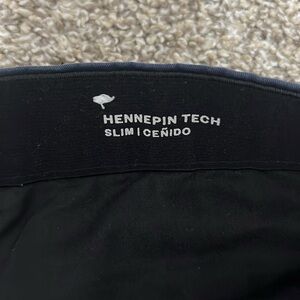 HENNEPIN TECH
SLIM | CEÑIDO